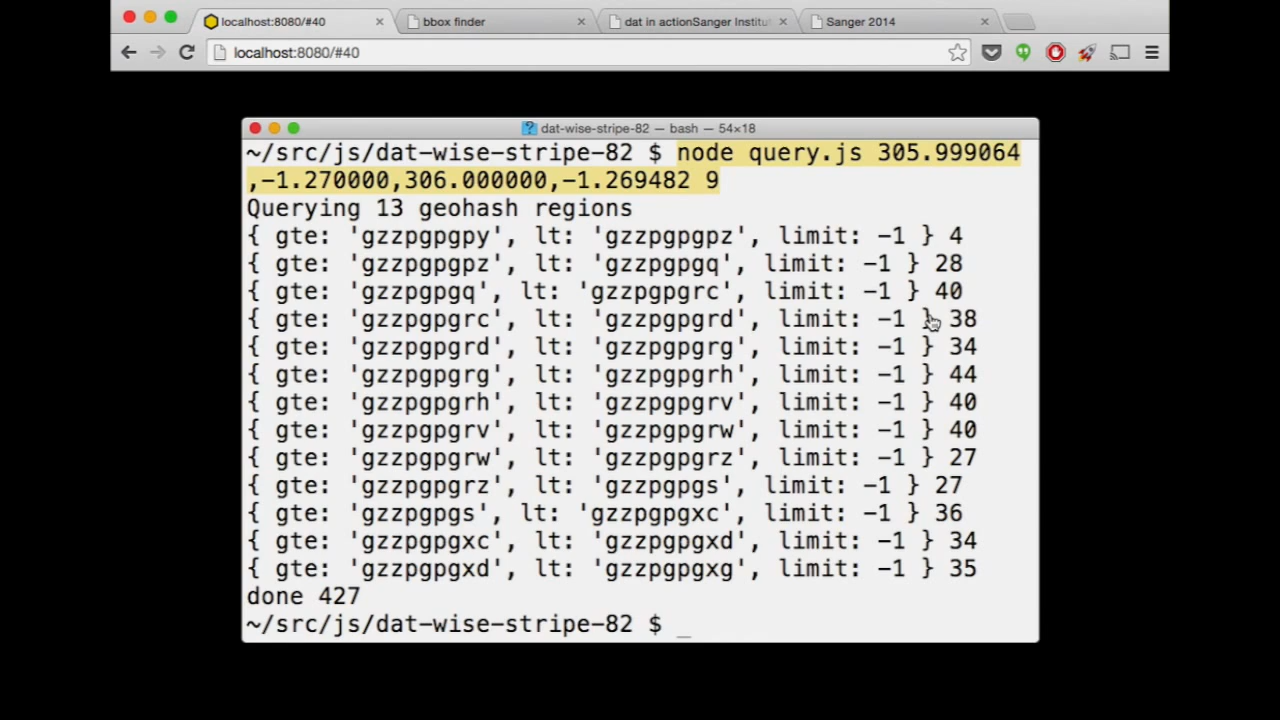 localhost:8080/#40
bbox finder
dat in actionSanger Institut
Sanger 2014
localhost:8080/#40
dat-wise-stripe-82 — bash — 54×18
~/src/js/dat-wise-stripe-82 $ node query.js 305.999064
,-1.270000,306.000000,-1.269482 9
Querying 13 geohash regions
{ gte: 'gzzpgpgpy', lt: 'gzzpgpgpz', limit: -1 } 4
{ gte: 'gzzpgpgpz', lt: 'gzzpgpgq', limit: -1 } 28
{ gte: 'gzzpgpgq', lt: 'gzzpgpgrc', limit: -1 } 40
{ gte: 'gzzpgpgrc', lt: 'gzzpgpgrd', limit: -1 } 38
{ gte: 'gzzpgpgrd', lt: 'gzzpgpgrg', limit: -1 } 34
{ gte: 'gzzpgpgrg', lt: 'gzzpgpgrh', limit: -1 } 44
{ gte: 'gzzpgpgrh', lt: 'gzzpgpgrv', limit: -1 } 40
{ gte: 'gzzpgpgrv', lt: 'gzzpgpgrw', limit: -1 } 40
{ gte: 'gzzpgpgrw', lt: 'gzzpgpgrz', limit: -1 } 27
{ gte: 'gzzpgpgrz', lt: 'gzzpgpgs', limit: -1 } 27
{ gte: 'gzzpgpgs', lt: 'gzzpgpgxc', limit: -1 } 36
{ gte: 'gzzpgpgxc', lt: 'gzzpgpgxd', limit: -1 } 34
{ gte: 'gzzpgpgxd', lt: 'gzzpgpgxg', limit: -1 } 35
done 427
~/src/js/dat-wise-stripe-82 $ _